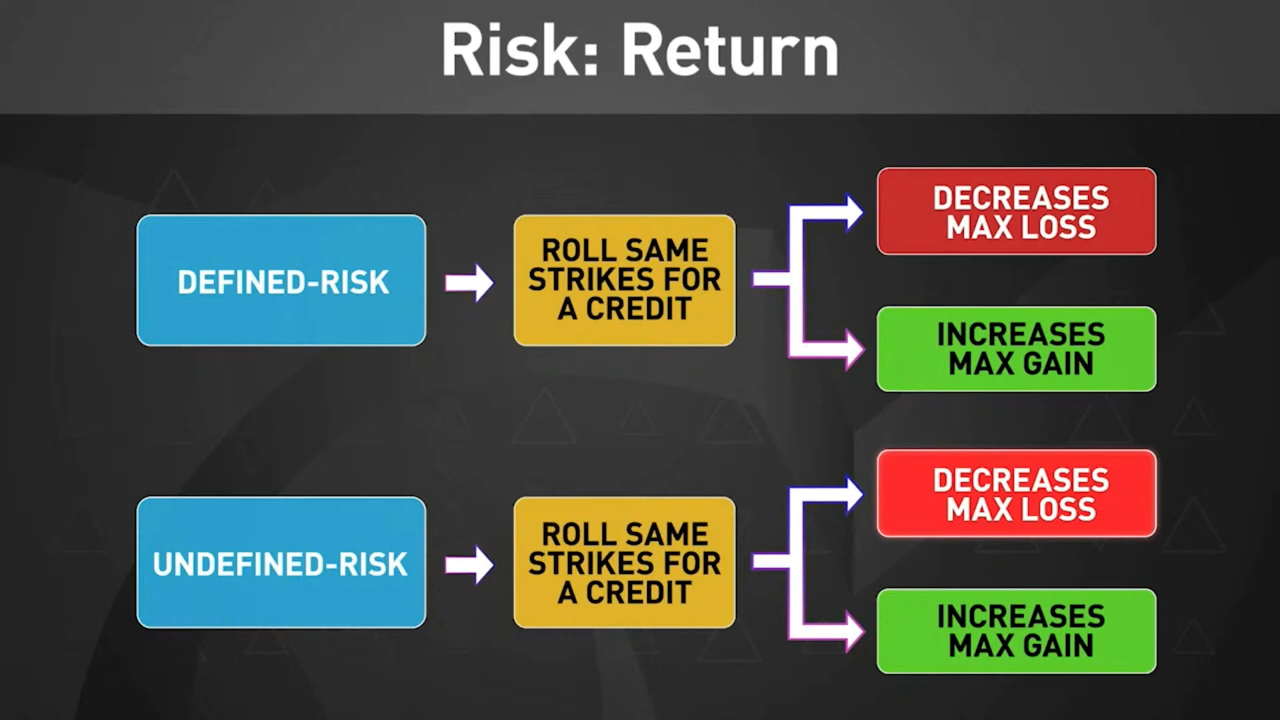 Risk: Return
DEFINED-RISK
ROLL SAME
STRIKES FOR
A CREDIT
DECREASES
MAX LOSS
INCREASES
MAX GAIN
UNDEFINED-RISK
ROLL SAME
STRIKES FOR
A CREDIT
DECREASES
MAX LOSS
INCREASES
MAX GAIN